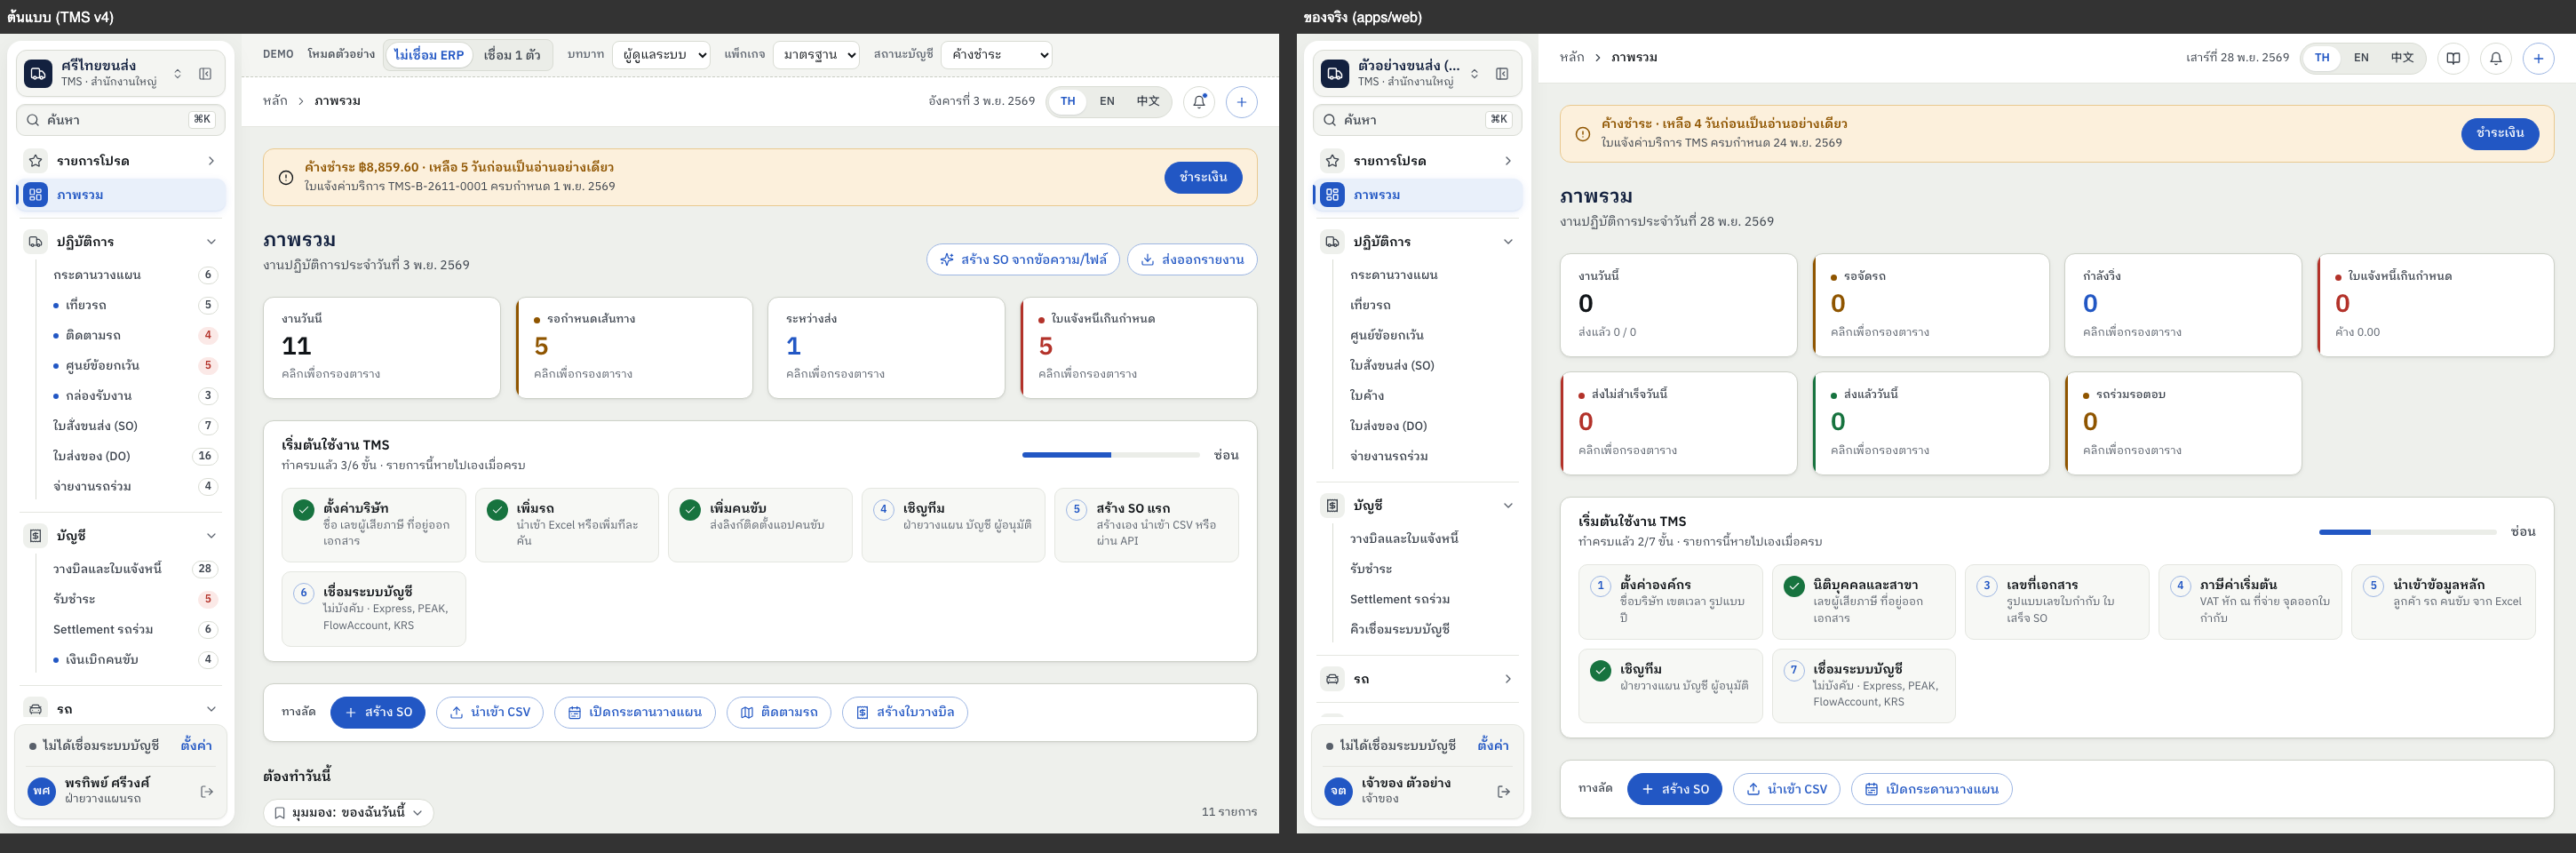 ต้นแบบ (TMS v4)
ศรีไทยขนส่ง
TMS · สำนักงานใหญ่
ค้นหา
⌘K
รายการโปรด
ภาพรวม
ปฏิบัติการ
กระดานวางแผน 6
เที่ยวรถ 5
ติดตามรถ 4
ศูนย์ข้อยกเว้น 5
กล่องรับงาน 3
ใบสั่งขนส่ง (SO) 7
ใบส่งของ (DO) 16
จ่ายงานรถร่วม 4
บัญชี
วางบิลและใบแจ้งหนี้ 28
รับชำระ 5
Settlement รถร่วม 6
เงินเบิกคนขับ 4
รถ
ไม่ได้เชื่อมระบบบัญชี ตั้งค่า
พศ
พรทิพย์ ศรีวงศ์
ฝ่ายวางแผนรถ
DEMO โหมดตัวอย่าง ไม่เชื่อม ERP เชื่อม 1 ตัว บทบาท ผู้ดูแลระบบ แพ็กเกจ มาตรฐาน สถานะบัญชี ค้างชำระ
หลัก > ภาพรวม
อังคารที่ 3 พ.ย. 2569 TH EN 中文
ค้างชำระ ฿8,859.60 · เหลือ 5 วันก่อนเป็นอ่านอย่างเดียว
ใบแจ้งค่าบริการ TMS-B-2611-0001 ครบกำหนด 1 พ.ย. 2569
ชำระเงิน
ภาพรวม
งานปฏิบัติการประจำวันที่ 3 พ.ย. 2569
สร้าง SO จากข้อความ/ไฟล์ ส่งออกรายงาน
งานวันนี้
11
คลิกเพื่อกรองตาราง
รอกำหนดเส้นทาง
5
คลิกเพื่อกรองตาราง
ระหว่างส่ง
1
คลิกเพื่อกรองตาราง
ใบแจ้งหนี้เกินกำหนด
5
คลิกเพื่อกรองตาราง
เริ่มต้นใช้งาน TMS
ทำครบแล้ว 3/6 ขั้น · รายการนี้หายไปเองเมื่อครบ
ซ่อน
ตั้งค่าบริษัท
ชื่อ เลขผู้เสียภาษี ที่อยู่ออก
เอกสาร
เพิ่มรถ
นำเข้า Excel หรือเพิ่มทีละ
คัน
เพิ่มคนขับ
ส่งลิงก์ติดตั้งแอปคนขับ
4 เชิญทีม
ฝ่ายวางแผน บัญชี ผู้อนุมัติ
5 สร้าง SO แรก
สร้างเอง นำเข้า CSV หรือ
ผ่าน API
6 เชื่อมระบบบัญชี
ไม่บังคับ · Express, PEAK,
FlowAccount, KRS
ทางลัด + สร้าง SO นำเข้า CSV เปิดกระดานวางแผน ติดตามรถ สร้างใบวางบิล
ต้องทำวันนี้
มุมมอง: ของฉันวันนี้
11 รายการ
ของจริง (apps/web)
ตัวอย่างขนส่ง (...
TMS · สำนักงานใหญ่
ค้นหา
⌘K
รายการโปรด
ภาพรวม
ปฏิบัติการ
กระดานวางแผน
เที่ยวรถ
ศูนย์ข้อยกเว้น
ใบสั่งขนส่ง (SO)
ใบค้าง
ใบส่งของ (DO)
จ่ายงานรถร่วม
บัญชี
วางบิลและใบแจ้งหนี้
รับชำระ
Settlement รถร่วม
คิวเชื่อมระบบบัญชี
รถ
ไม่ได้เชื่อมระบบบัญชี ตั้งค่า
จต
เจ้าของ ตัวอย่าง
เจ้าของ
หลัก > ภาพรวม
เสาร์ที่ 28 พ.ย. 2569 TH EN 中文
ค้างชำระ · เหลือ 4 วันก่อนเป็นอ่านอย่างเดียว
ใบแจ้งค่าบริการ TMS ครบกำหนด 24 พ.ย. 2569
ชำระเงิน
ภาพรวม
งานปฏิบัติการประจำวันที่ 28 พ.ย. 2569
งานวันนี้
0
ส่งแล้ว 0 / 0
รอจัดรถ
0
คลิกเพื่อกรองตาราง
กำลังวิ่ง
0
คลิกเพื่อกรองตาราง
ใบแจ้งหนี้เกินกำหนด
0
ค้าง 0.00
ส่งไม่สำเร็จวันนี้
0
คลิกเพื่อกรองตาราง
ส่งแล้ววันนี้
0
คลิกเพื่อกรองตาราง
รถร่วมรอตอบ
0
คลิกเพื่อกรองตาราง
เริ่มต้นใช้งาน TMS
ทำครบแล้ว 2/7 ขั้น · รายการนี้หายไปเองเมื่อครบ
ซ่อน
1 ตั้งค่าองค์กร
ชื่อบริษัท เขตเวลา รูปแบบ
ปี
นิติบุคคลและสาขา
เลขผู้เสียภาษี ที่อยู่ออก
เอกสาร
3 เลขที่เอกสาร
รูปแบบเลขใบกำกับ ใบ
เสร็จ SO
4 ภาษีค่าเริ่มต้น
VAT หัก ณ ที่จ่าย จุดออกใบ
กำกับ
5 นำเข้าข้อมูลหลัก
ลูกค้า รถ คนขับ จาก Excel
เชิญทีม
ฝ่ายวางแผน บัญชี ผู้อนุมัติ
7 เชื่อมระบบบัญชี
ไม่บังคับ · Express, PEAK,
FlowAccount, KRS
ทางลัด + สร้าง SO นำเข้า CSV เปิดกระดานวางแผน